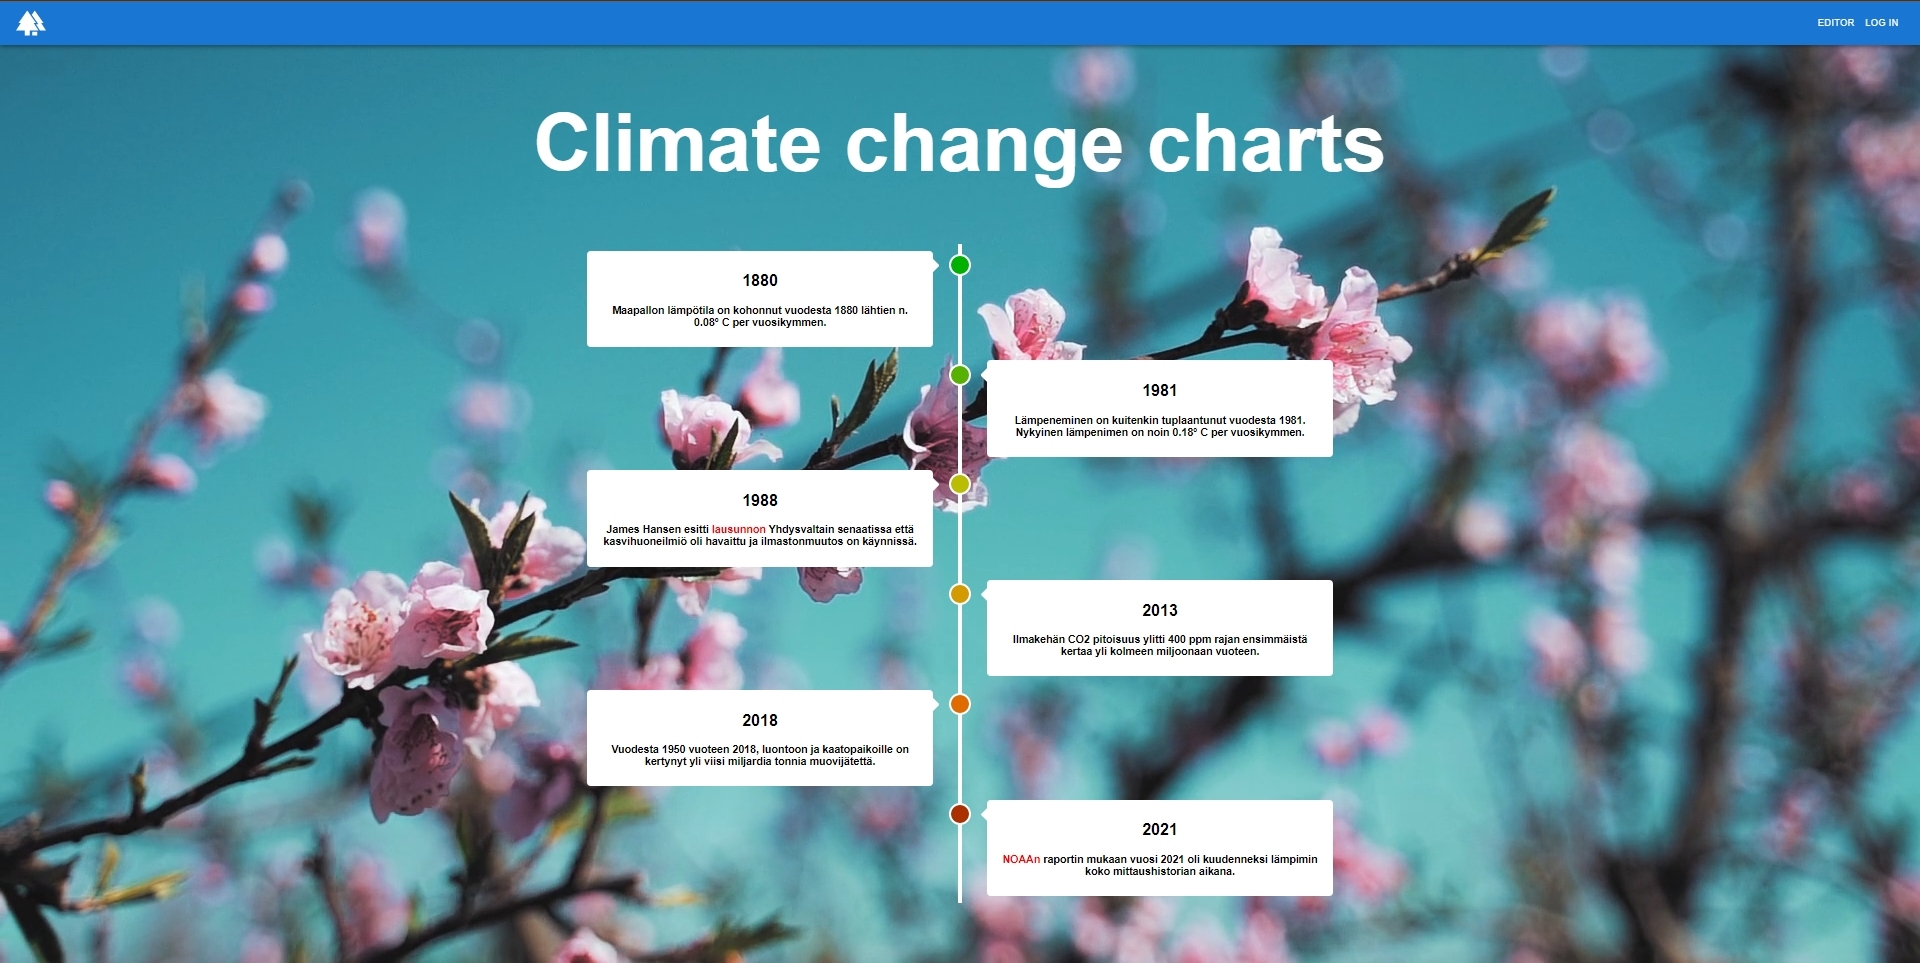 EDITOR LOG IN
Climate change charts
1880
Maapallon lämpötila on kohonnut vuodesta 1880 lähtien n.
0.08° C per vuosikymmen.
1981
Lämpeneminen on kuitenkin tuplaantunut vuodesta 1981.
Nykyinen lämpenimen on noin 0.18° C per vuosikymmen.
1988
James Hansen esitti lausunnon Yhdysvaltain senaatissa että
kasvihuoneilmiö oli havaittu ja ilmastonmuutos on käynnissä.
2013
Ilmakehän CO2 pitoisuus ylitti 400 ppm rajan ensimmäistä
kertaa yli kolmeen miljoonaan vuoteen.
2018
Vuodesta 1950 vuoteen 2018, luontoon ja kaatopaikoille on
kertynyt yli viisi miljardia tonnia muovijätettä.
2021
NOAAn raportin mukaan vuosi 2021 oli kuudenneksi lämpimin
koko mittaushistorian aikana.